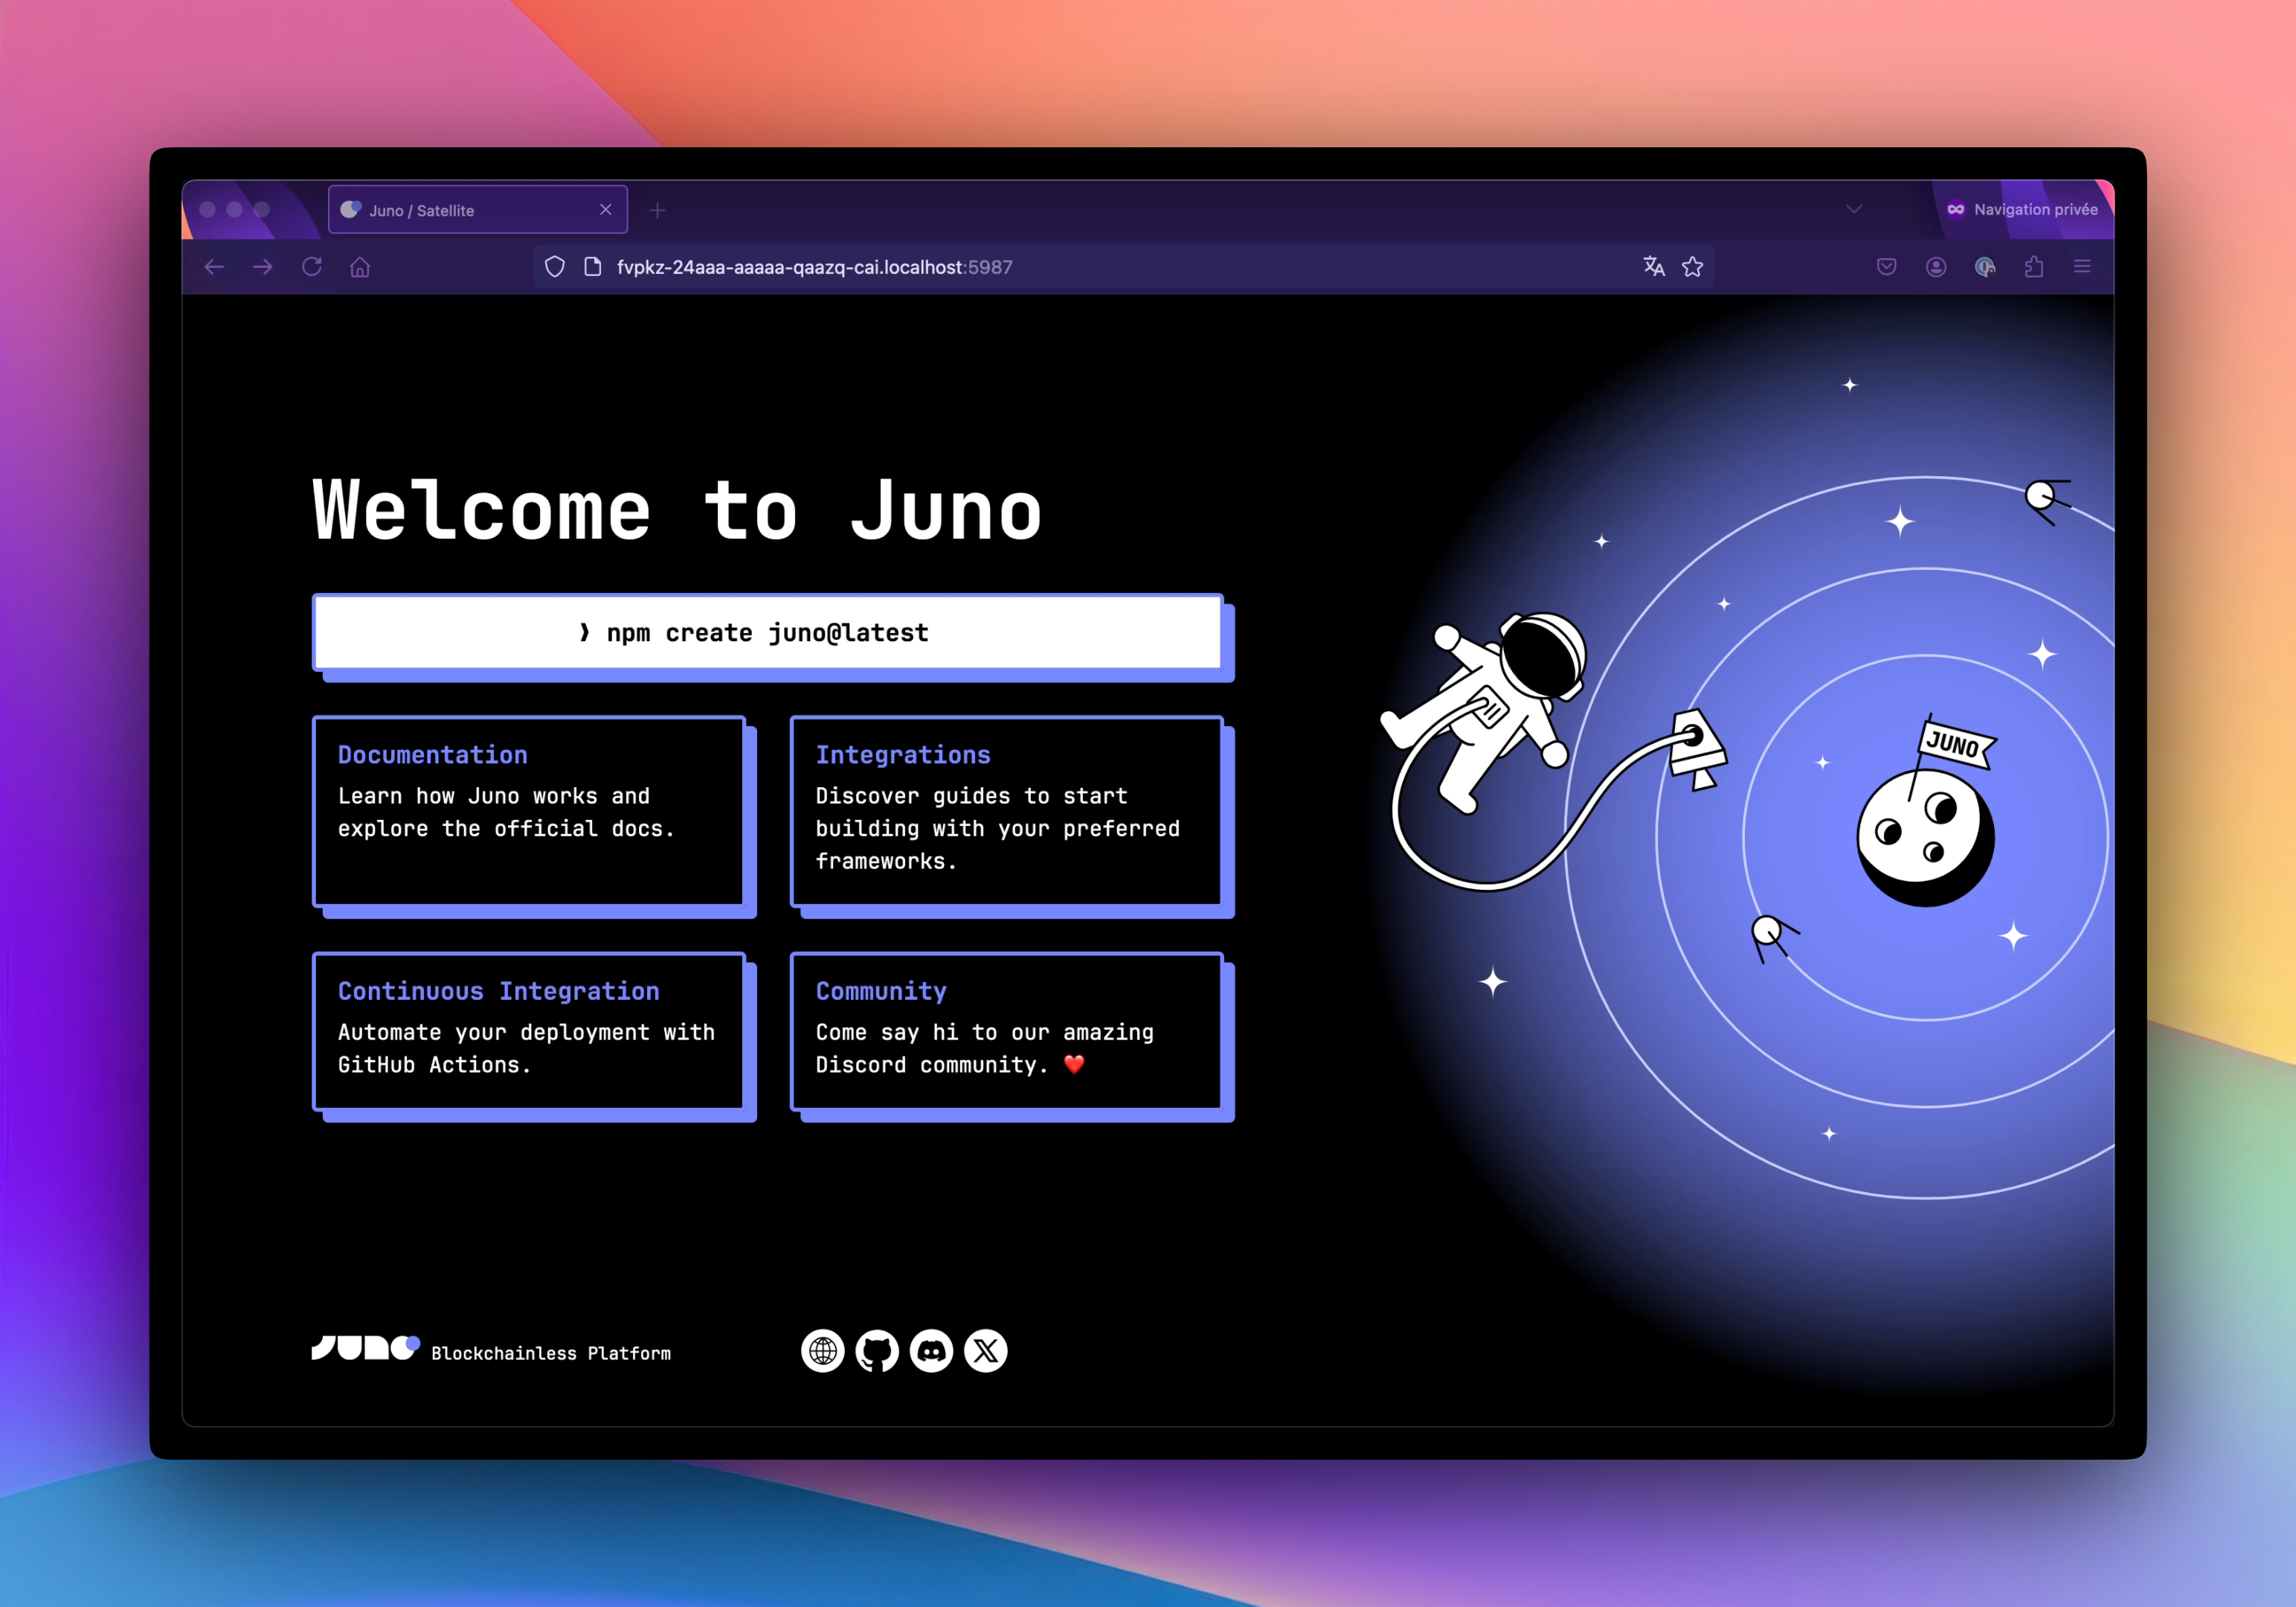 Juno / Satellite
Navigation privée
fvpkz-24aaa-aaaaa-qaazq-cai.localhost:5987
Welcome to Juno
❯ npm create juno@latest
Documentation
Learn how Juno works and
explore the official docs.
Integrations
Discover guides to start
building with your preferred
frameworks.
Continuous Integration
Automate your deployment with
GitHub Actions.
Community
Come say hi to our amazing
Discord community. ❤️
JUNO
JUNO Blockchainless Platform